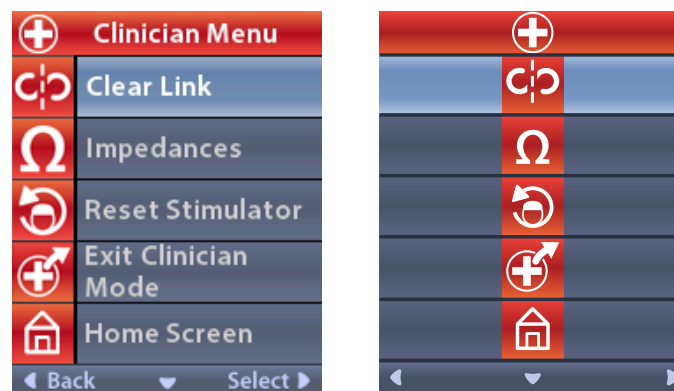 Clinician Menu
Clear Link
Impedances
Ω
Reset Stimulator
Exit Clinician
Mode
Home Screen
Back Select
Ω